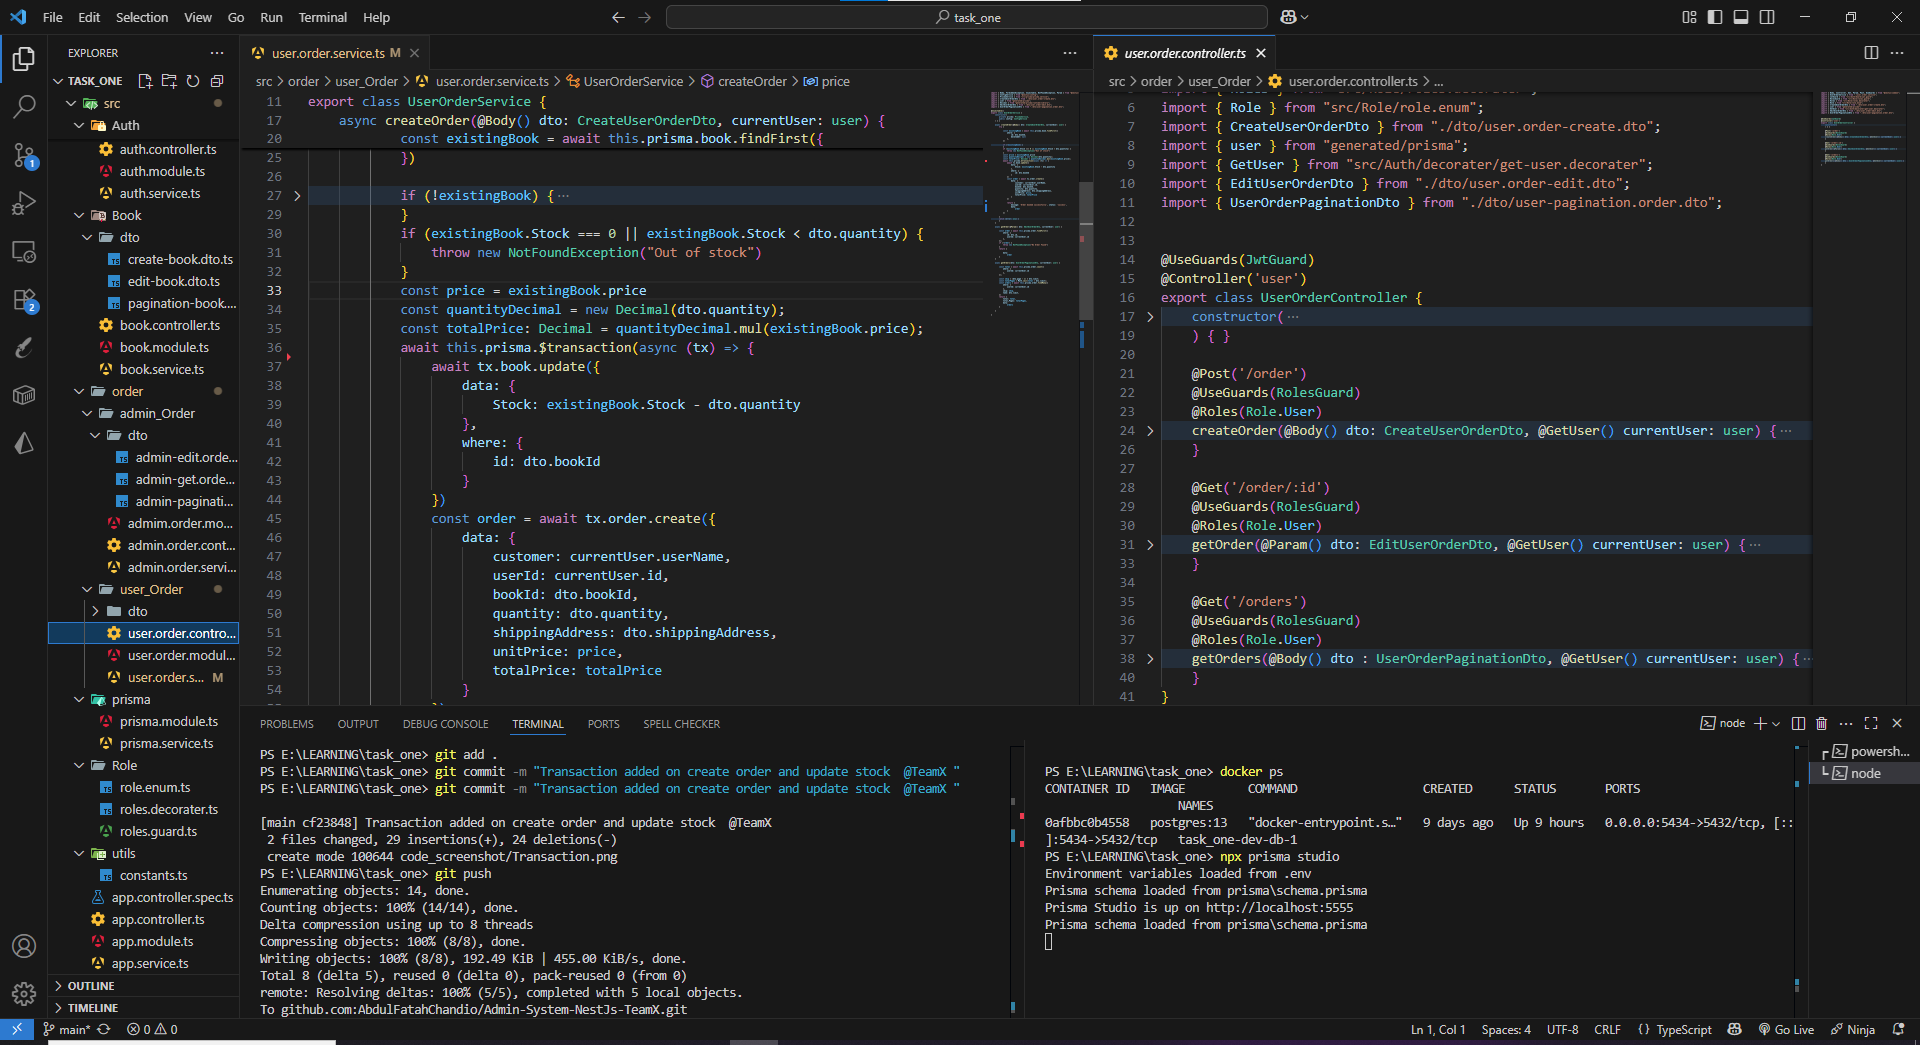 File Edit Selection View Go Run Terminal Help
task_one
EXPLORER
TASK_ONE
src
Auth
auth.controller.ts
auth.module.ts
auth.service.ts
Book
dto
create-book.dto.ts
edit-book.dto.ts
pagination-book....
book.controller.ts
book.module.ts
book.service.ts
order
admin_Order
dto
admin-edit.orde...
admin-get.orde...
admin-paginati...
admim.order.mo...
admin.order.cont...
admin.order.servi...
user_Order
dto
user.order.contro...
user.order.modul...
user.order.s... M
prisma
prisma.module.ts
prisma.service.ts
Role
role.enum.ts
roles.decorater.ts
roles.guard.ts
utils
constants.ts
app.controller.spec.ts
app.controller.ts
app.module.ts
app.service.ts
OUTLINE
TIMELINE
1
2
user.order.service.ts M
src > order > user_Order > user.order.service.ts > UserOrderService > createOrder > price
11 export class UserOrderService {
17 async createOrder(@Body() dto: CreateUserOrderDto, currentUser: user) {
20 const existingBook = await this.prisma.book.findFirst({
25 })
26
27 if (!existingBook) { ...
29 }
30 if (existingBook.Stock === 0 || existingBook.Stock < dto.quantity) {
31 throw new NotFoundException("Out of stock")
32 }
33 const price = existingBook.price
34 const quantityDecimal = new Decimal(dto.quantity);
35 const totalPrice: Decimal = quantityDecimal.mul(existingBook.price);
36 await this.prisma.$transaction(async (tx) => {
37 await tx.book.update({
38 data: {
39 Stock: existingBook.Stock - dto.quantity
40 },
41 where: {
42 id: dto.bookId
43 }
44 })
45 const order = await tx.order.create({
46 data: {
47 customer: currentUser.userName,
48 userId: currentUser.id,
49 bookId: dto.bookId,
50 quantity: dto.quantity,
51 shippingAddress: dto.shippingAddress,
52 unitPrice: price,
53 totalPrice: totalPrice
54 }
user.order.controller.ts
src > order > user_Order > user.order.controller.ts > ...
6 import { Role } from "src/Role/role.enum";
7 import { CreateUserOrderDto } from "./dto/user.order-create.dto";
8 import { user } from "generated/prisma";
9 import { GetUser } from "src/Auth/decorater/get-user.decorater";
10 import { EditUserOrderDto } from "./dto/user.order-edit.dto";
11 import { UserOrderPaginationDto } from "./dto/user-pagination.order.dto";
12
13
14 @UseGuards(JwtGuard)
15 @Controller('user')
16 export class UserOrderController {
17 constructor( ...
19 ) { }
20
21 @Post('/order')
22 @UseGuards(RolesGuard)
23 @Roles(Role.User)
24 createOrder(@Body() dto: CreateUserOrderDto, @GetUser() currentUser: user) { ...
26 }
27
28 @Get('/order/:id')
29 @UseGuards(RolesGuard)
30 @Roles(Role.User)
31 getOrder(@Param() dto: EditUserOrderDto, @GetUser() currentUser: user) { ...
33 }
34
35 @Get('/orders')
36 @UseGuards(RolesGuard)
37 @Roles(Role.User)
38 getOrders(@Body() dto : UserOrderPaginationDto, @GetUser() currentUser: user) { ...
40 }
41 }
PROBLEMS OUTPUT DEBUG CONSOLE TERMINAL PORTS SPELL CHECKER
node
PS E:\LEARNING\task_one> git add .
PS E:\LEARNING\task_one> git commit -m "Transaction added on create order and update stock @TeamX "
PS E:\LEARNING\task_one> git commit -m "Transaction added on create order and update stock @TeamX "
[main cf23848] Transaction added on create order and update stock @TeamX
2 files changed, 29 insertions(+), 24 deletions(-)
create mode 100644 code_screenshot/Transaction.png
PS E:\LEARNING\task_one> git push
Enumerating objects: 14, done.
Counting objects: 100% (14/14), done.
Delta compression using up to 8 threads
Compressing objects: 100% (8/8), done.
Writing objects: 100% (8/8), 192.49 KiB | 455.00 KiB/s, done.
Total 8 (delta 5), reused 0 (delta 0), pack-reused 0 (from 0)
remote: Resolving deltas: 100% (5/5), completed with 5 local objects.
To github.com:AbdulFatahChandio/Admin-System-NestJs-TeamX.git
PS E:\LEARNING\task_one> docker ps
CONTAINER ID IMAGE COMMAND CREATED STATUS PORTS
NAMES
0afbbc0b4558 postgres:13 "docker-entrypoint.s…" 9 days ago Up 9 hours 0.0.0.0:5434->5432/tcp, [::
]:5434->5432/tcp task_one-dev-db-1
PS E:\LEARNING\task_one> npx prisma studio
Environment variables loaded from .env
Prisma schema loaded from prisma\schema.prisma
Prisma Studio is up on http://localhost:5555
Prisma schema loaded from prisma\schema.prisma
powersh...
node
main* 0 0
Ln 1, Col 1 Spaces: 4 UTF-8 CRLF {} TypeScript Go Live Ninja